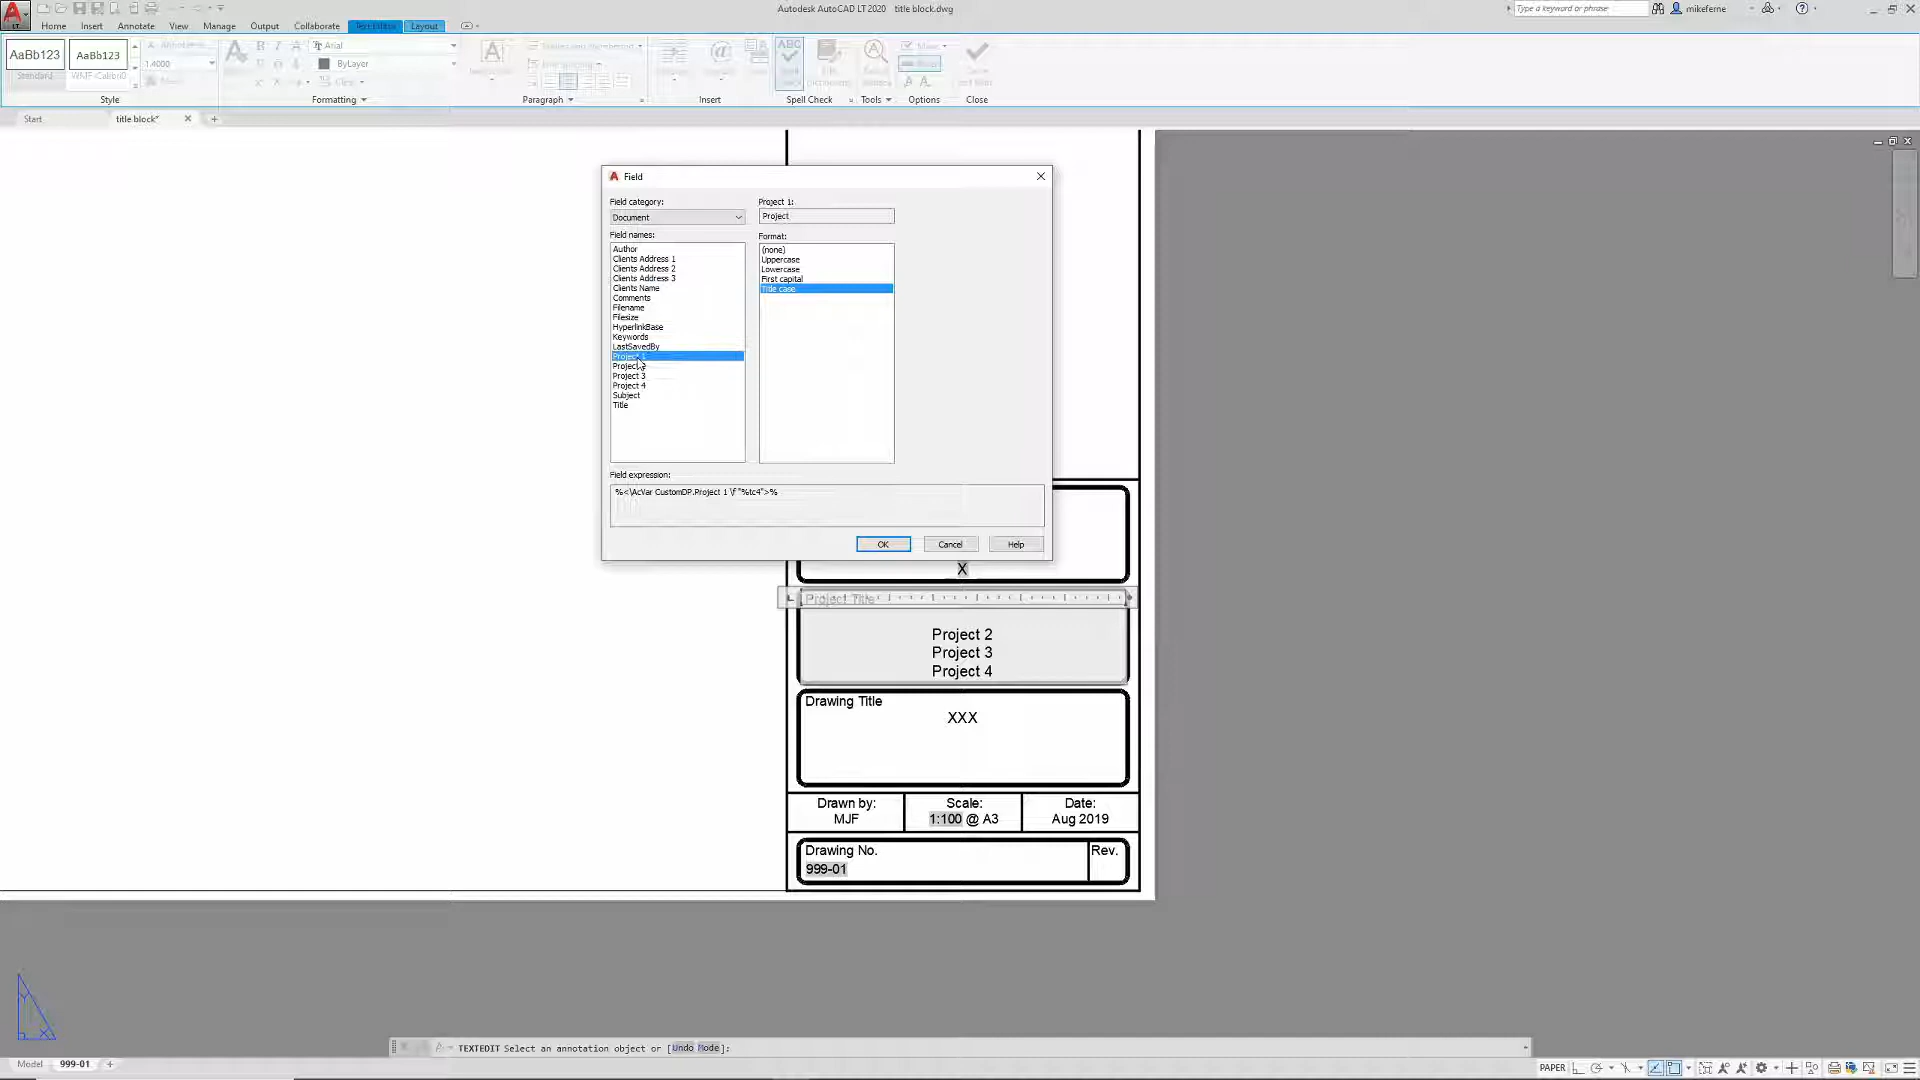 Autodesk AutoCAD LT 2020 title block.dwg
Type a keyword or phrase
mikeferne
LT
Home Insert Annotate View Manage Output Collaborate Text Editor Layout
AaBb123 AaBb123
Standard WMF-Calibri0
1.4000
Arial
ByLayer
ABC
Style Formatting Paragraph Insert Spell Check Tools Options Close
Start title block*
Field
Field category:
Document
Field names:
Author
Clients Address 1
Clients Address 2
Clients Address 3
Clients Name
Comments
Filename
Filesize
HyperlinkBase
Keywords
LastSavedBy
Project 1
Project
Project 3
Project 4
Subject
Title
Project 1:
Project
Format:
(none)
Uppercase
Lowercase
First capital
Title case
Field expression:
%<\AcVar CustomDP.Project 1 \f "%tc4">%
OK Cancel Help
X
Project Title
Project 2
Project 3
Project 4
Drawing Title
XXX
Drawn by:
MJF
Scale:
1:100 @ A3
Date:
Aug 2019
Drawing No.
999-01
Rev.
TEXTEDIT Select an annotation object or [Undo Mode]:
Model 999-01
PAPER